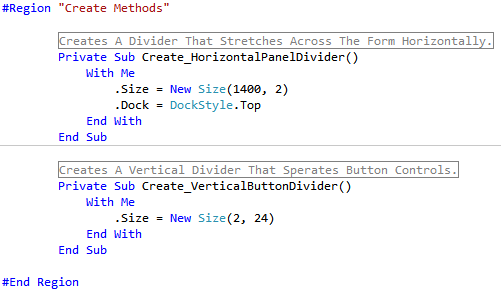 #Region "Create Methods"
Creates A Divider That Stretches Across The Form Horizontally.
Private Sub Create_HorizontalPanelDivider()
With Me
.Size = New Size(1400, 2)
.Dock = DockStyle.Top
End With
End Sub
Creates A Vertical Divider That Sperates Button Controls.
Private Sub Create_VerticalButtonDivider()
With Me
.Size = New Size(2, 24)
End With
End Sub
#End Region